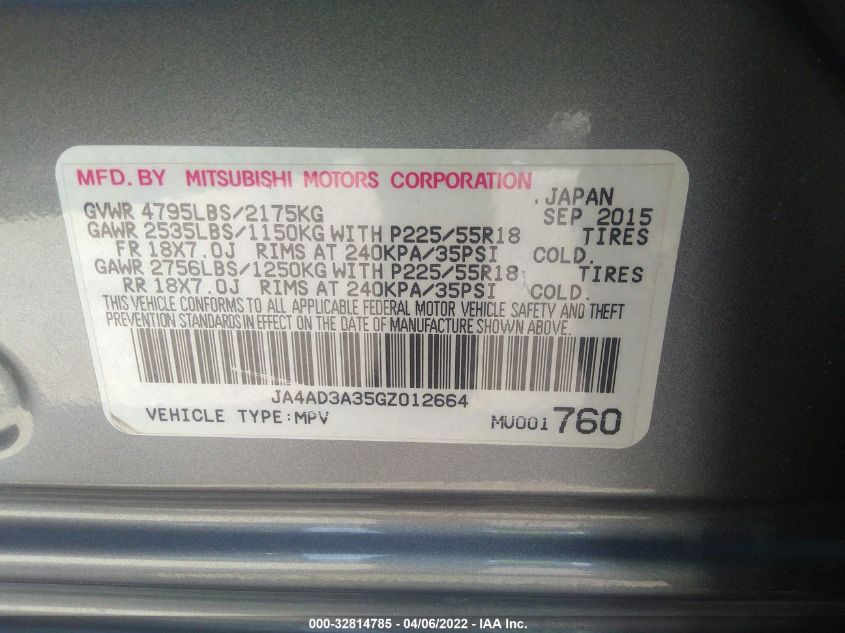 MFD. BY MITSUBISHI MOTORS CORPORATION
. JAPAN
GVWR 4795LBS/2175KG SEP 2015
GAWR 2535LBS/1150KG WITH P225/55R18 TIRES
FR 18X7.0J RIMS AT 240KPA/35PSI COLD.
GAWR 2756LBS/1250KG WITH P225/55R18 TIRES
RR 18X7.0J RIMS AT 240KPA/35PSI COLD.
THIS VEHICLE CONFORMS TO ALL APPLICABLE FEDERAL MOTOR VEHICLE SAFETY AND THEFT
PREVENTION STANDARDS IN EFFECT ON THE DATE OF MANUFACTURE SHOWN ABOVE.
JA4AD3A35GZ012664
VEHICLE TYPE:MPV MU001760
000-32814785 - 04/06/2022 - IAA Inc.